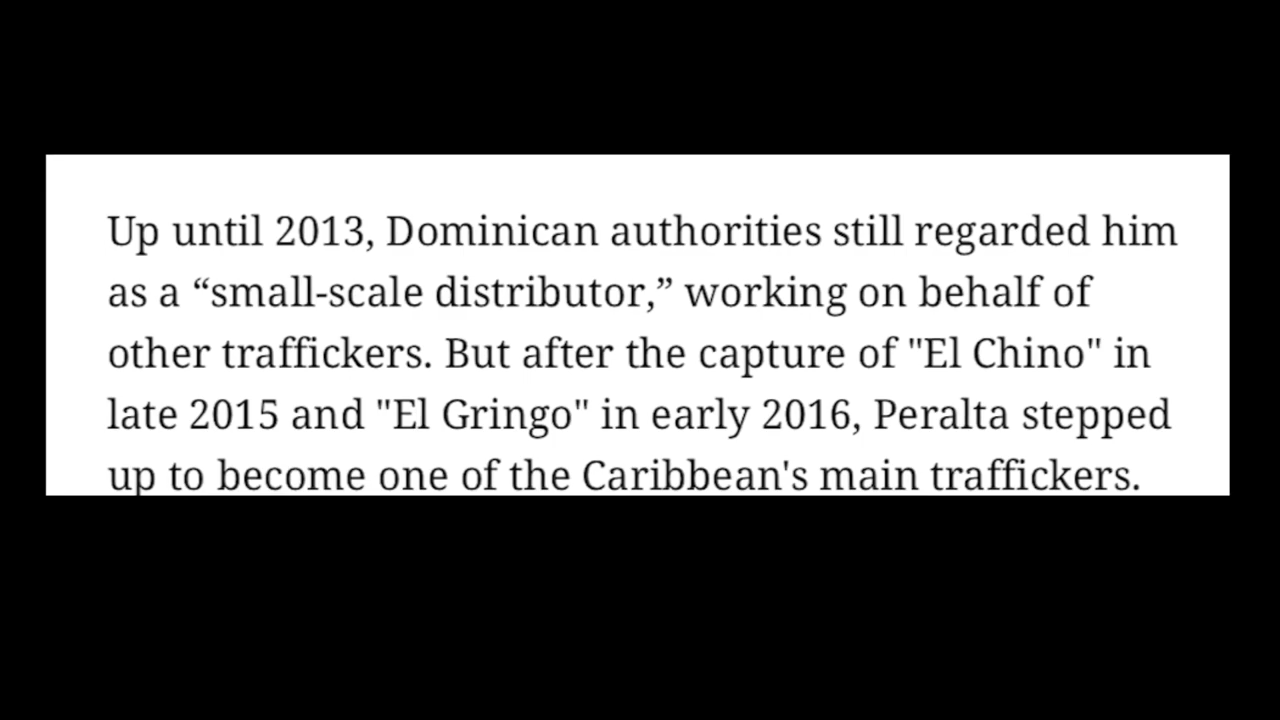 Up until 2013, Dominican authorities still regarded him
as a “small-scale distributor,” working on behalf of
other traffickers. But after the capture of "El Chino" in
late 2015 and "El Gringo" in early 2016, Peralta stepped
up to become one of the Caribbean's main traffickers.